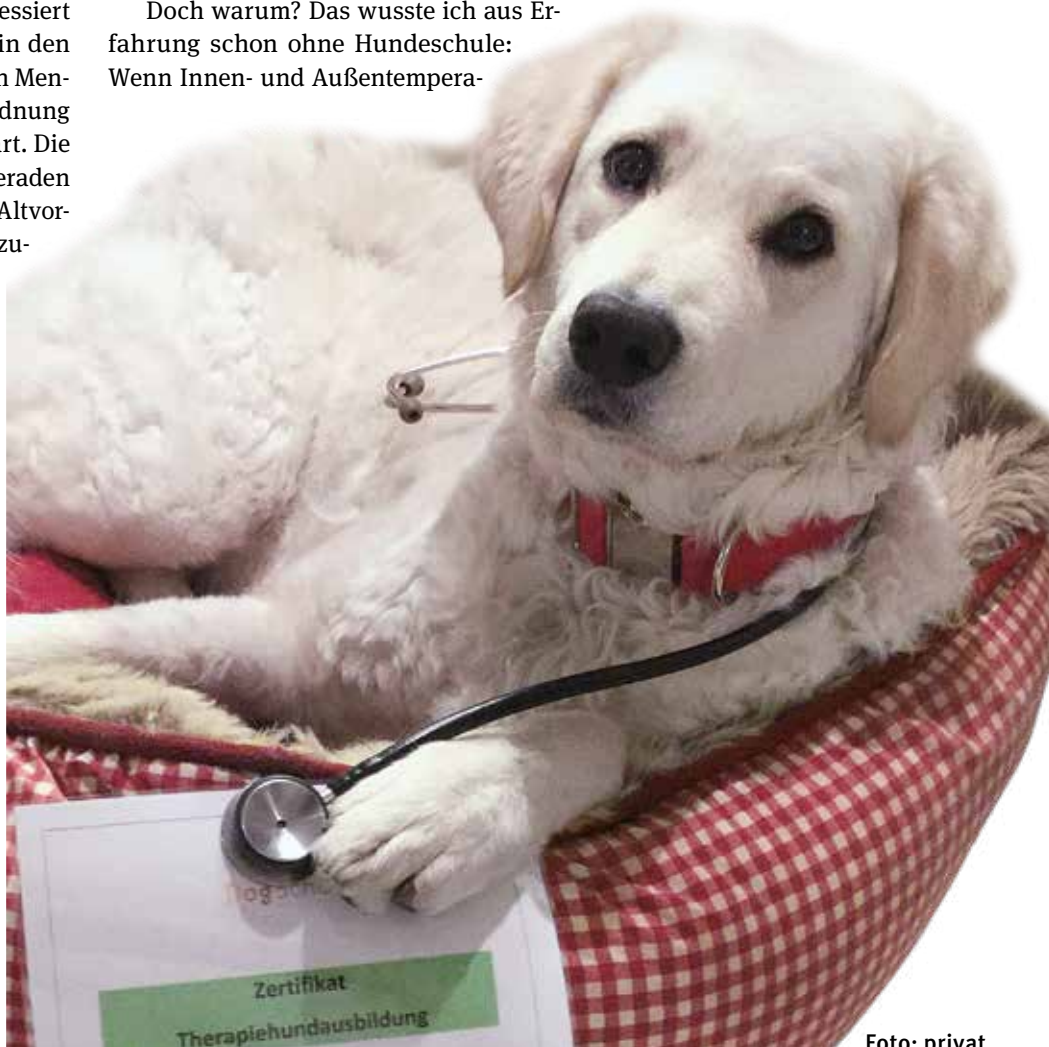 essiert
in den
n Men-
dnung
rt. Die
eraden
Altvor-
zu-
Doch warum? Das wusste ich aus Er-
fahrung schon ohne Hundeschule:
Wenn Innen- und Außentempera-
Zertifikat
Therapiehundausbildung
Foto: privat